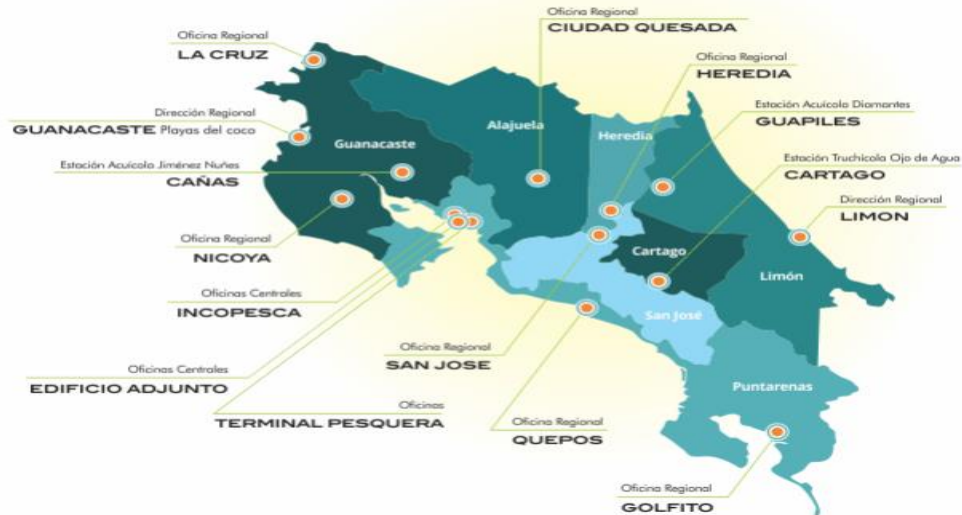 Oficina Regional
CIUDAD QUESADA
Oficina Regional
LA CRUZ
Oficina Regional
HEREDIA
Dirección Regional
GUANACASTE Playas del coco
Estación Acuícola Diamantes
GUAPILES
Alajuela
Heredia
Guanacaste
Estación Acuícola Jiménez Nuñes
CAÑAS
Estación Truchícola Ojo de Agua
CARTAGO
Dirección Regional
LIMON
Oficina Regional
NICOYA
Cartago
Limón
Oficinas Centrales
INCOPESCA
San José
Oficina Regional
SAN JOSE
Oficinas Centrales
EDIFICIO ADJUNTO
Puntarenas
Oficinas
TERMINAL PESQUERA
Oficina Regional
QUEPOS
Oficina Regional
GOLFITO